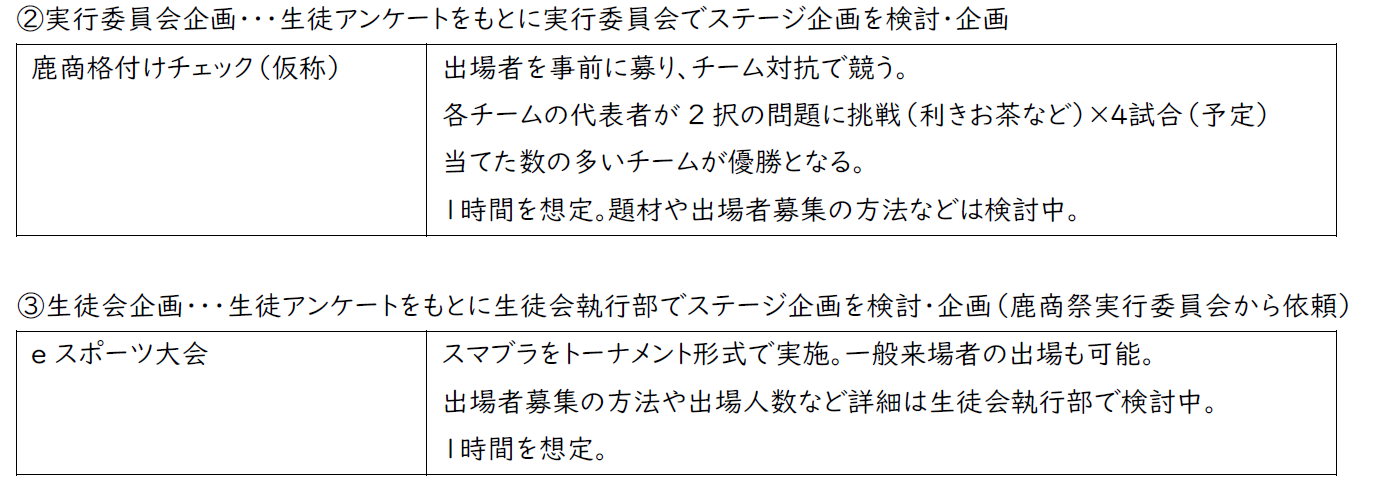 ②実行委員会企画・・・生徒アンケートをもとに実行委員会でステージ企画を検討・企画
鹿商格付けチェック（仮称）
出場者を事前に募り、チーム対抗で競う。
各チームの代表者が 2 択の問題に挑戦（利きお茶など）×4試合（予定）
当てた数の多いチームが優勝となる。
1時間を想定。題材や出場者募集の方法などは検討中。
③生徒会企画・・・生徒アンケートをもとに生徒会執行部でステージ企画を検討・企画（鹿商祭実行委員会から依頼）
e スポーツ大会
スマブラをトーナメント形式で実施。一般来場者の出場も可能。
出場者募集の方法や出場人数など詳細は生徒会執行部で検討中。
1時間を想定。